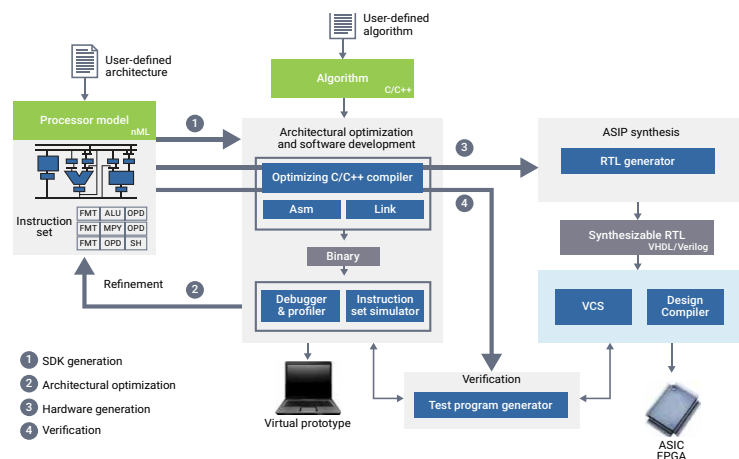 User-defined
algorithm
User-defined
architecture
Algorithm
C/C++
Processor model
nML
1
Architectural optimization
and software development
3
ASIP synthesis
Optimizing C/C++ compiler
RTL generator
Asm
Link
4
Instruction
set
FMT ALU OPD
FMT MPY OPD
FMT OPD SH
Binary
Synthesizable RTL
VHDL/Verilog
Refinement
2
Debugger
& profiler
Instruction
set simulator
VCS
Design
Compiler
1 SDK generation
2 Architectural optimization
3 Hardware generation
4 Verification
Virtual prototype
Verification
Test program generator
ASIC
FPGA